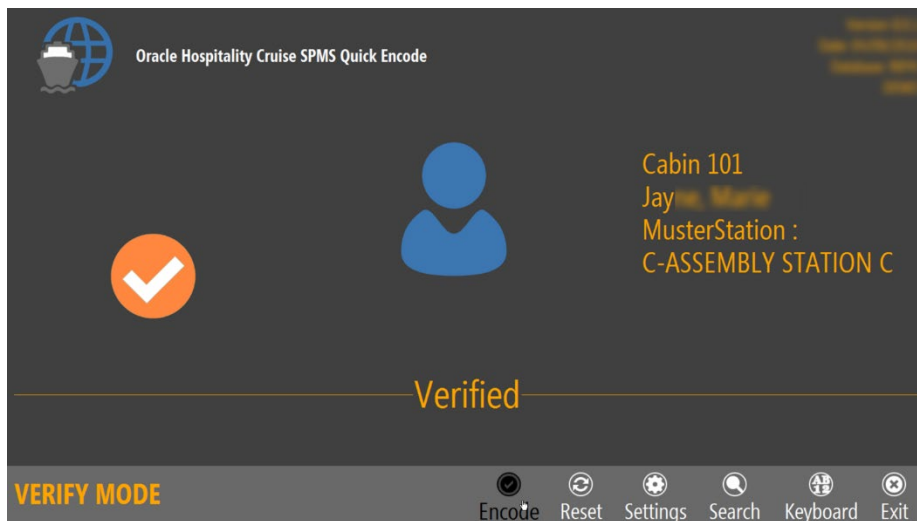 Oracle Hospitality Cruise SPMS Quick Encode
Cabin 101
Jay
MusterStation :
C-ASSEMBLY STATION C
Verified
VERIFY MODE
Encode
Reset
Settings
Search
Keyboard
Exit